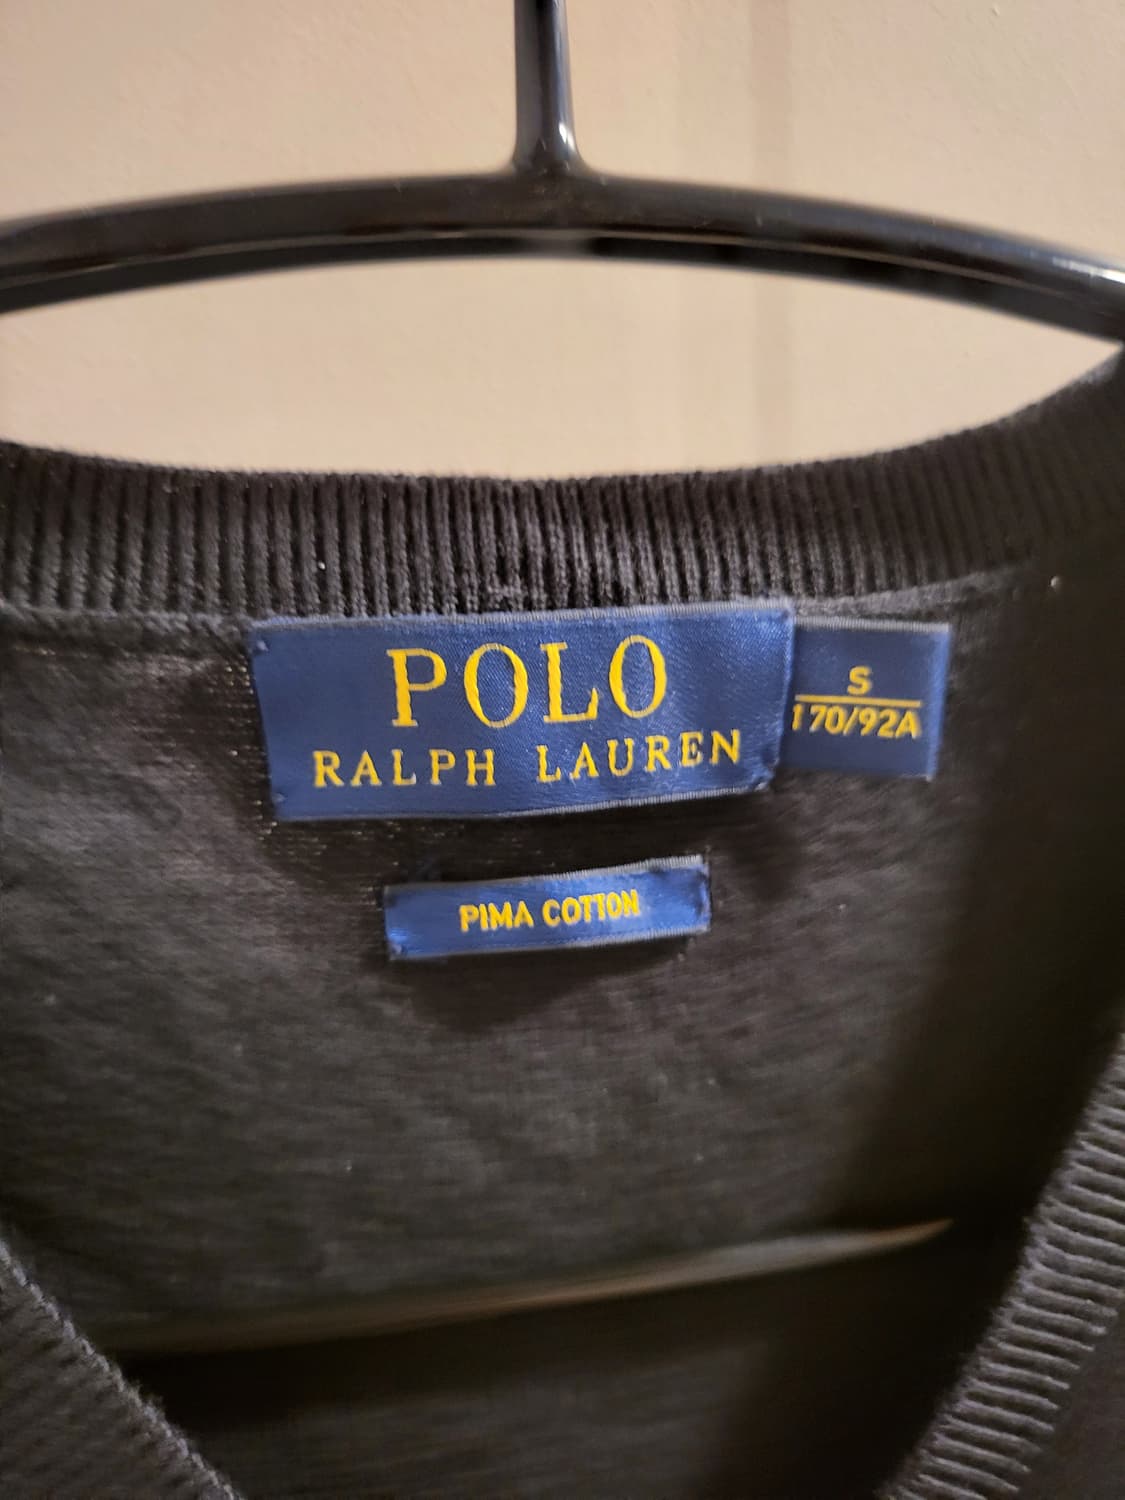 POLO
RALPH LAUREN
S
170/92A
PIMA COTTON